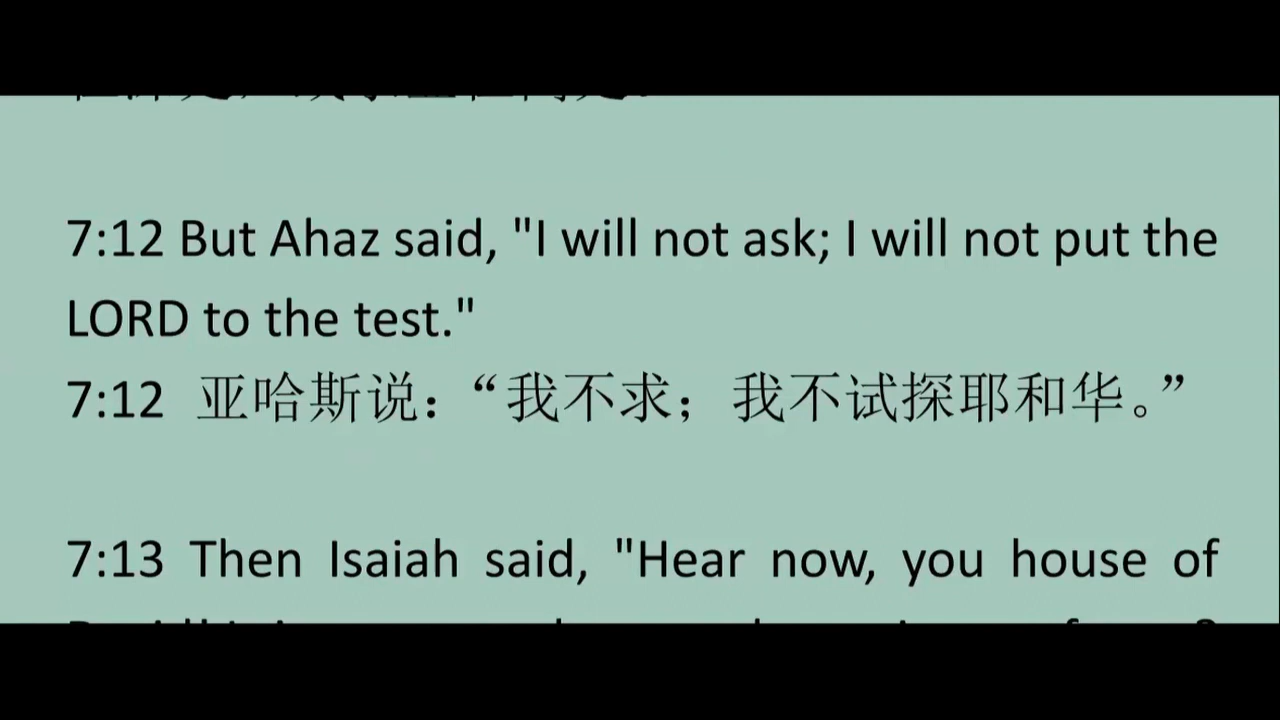 7:12 But Ahaz said, "I will not ask; I will not put the
LORD to the test."
7:12 亚哈斯说：“我不求；我不试探耶和华。”
7:13 Then Isaiah said, "Hear now, you house of